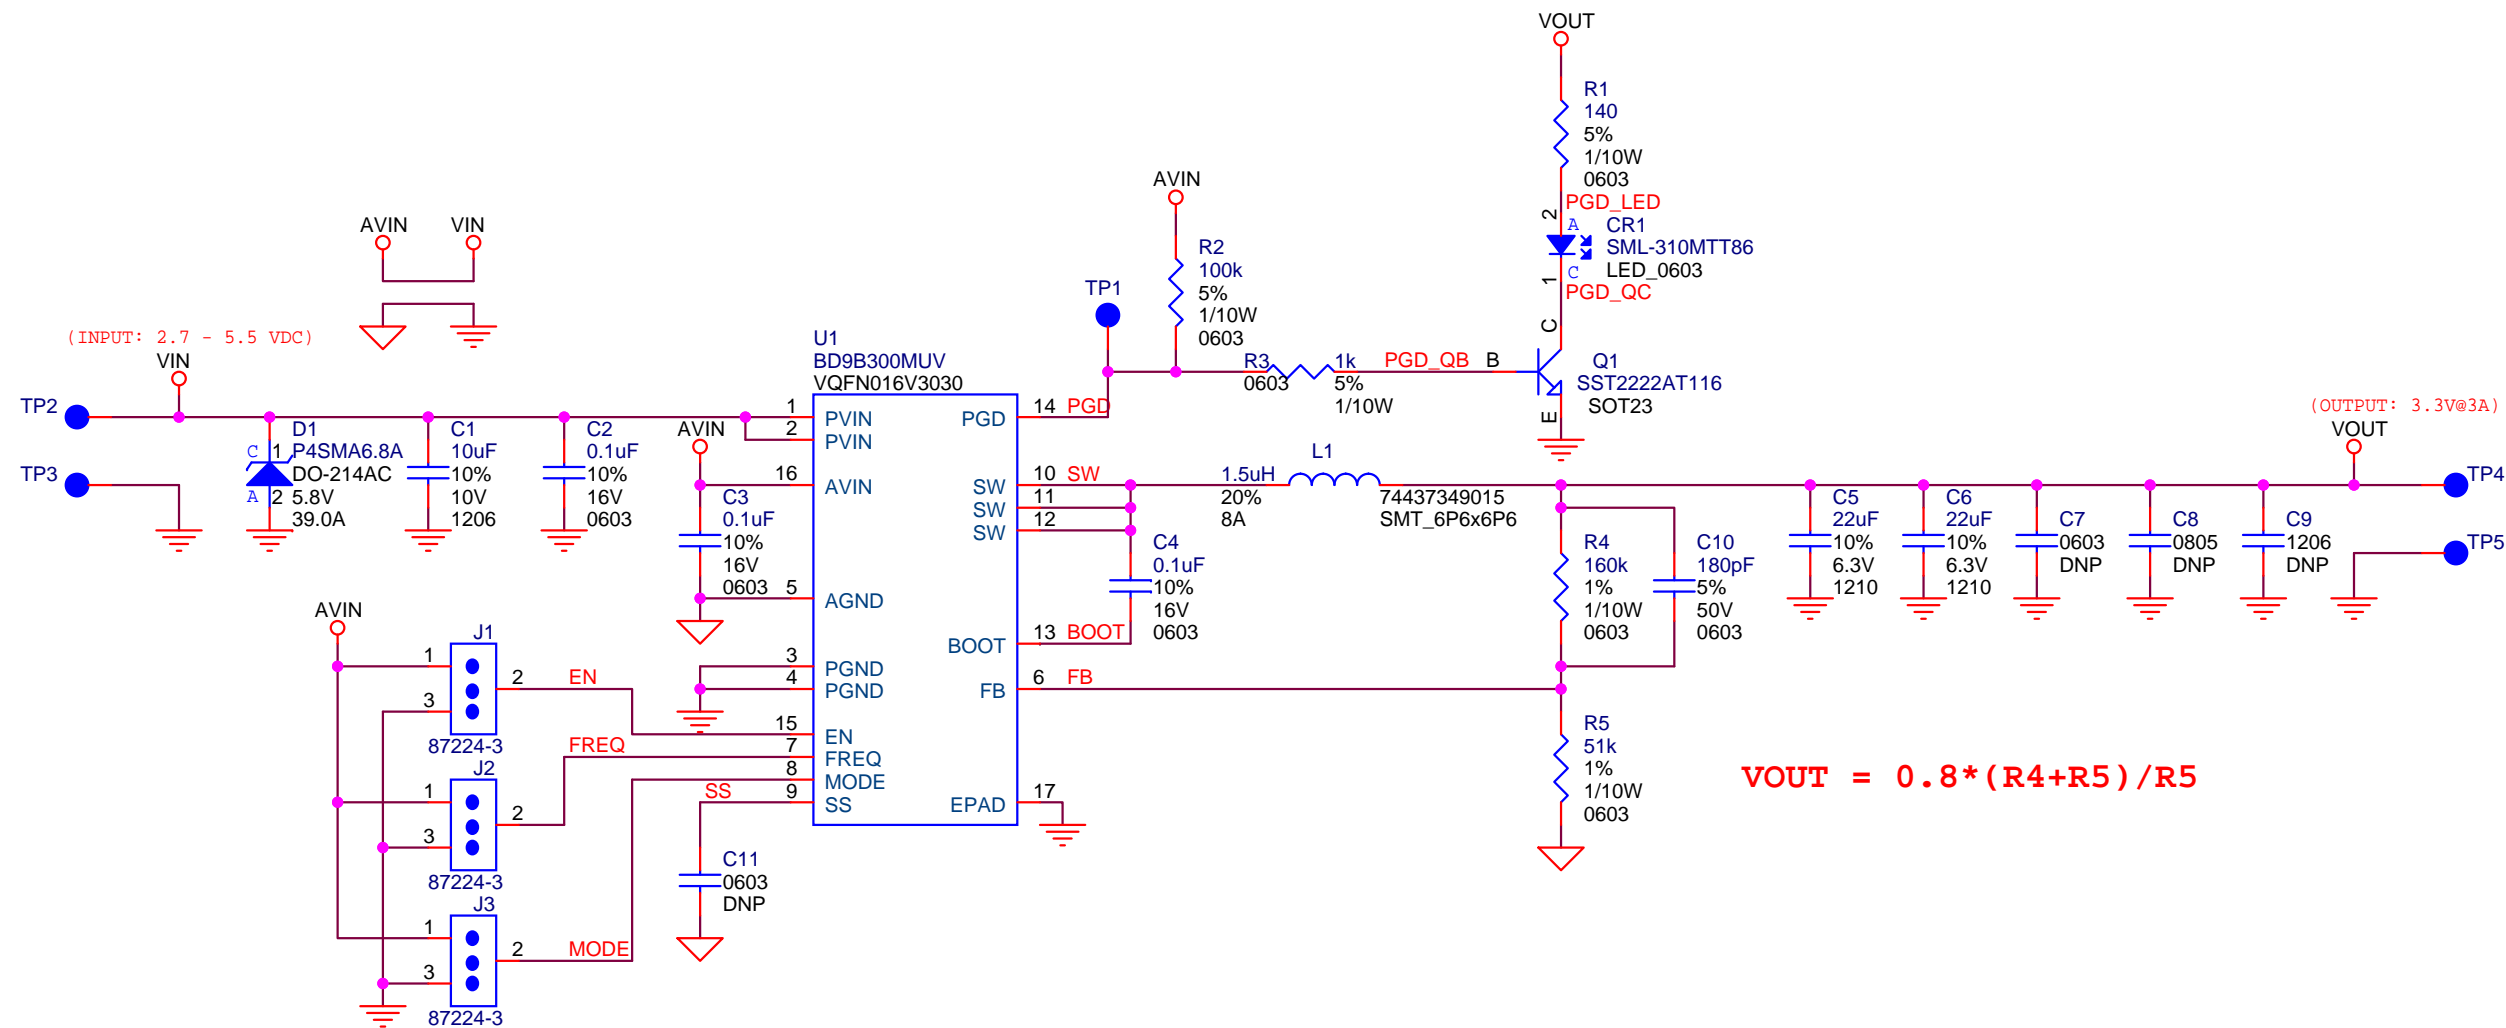 VOUT
R1
140
5%
1/10W
0603
PGD_LED
2
A
CR1
SML-310MTT86
LED_0603
C
1
PGD_QC
C
AVIN
R2
100k
5%
1/10W
0603
TP1
R3
0603
1k
5%
1/10W
PGD_QB
B
Q1
SST2222AT116
SOT23
E
AVIN
VIN
(INPUT: 2.7 - 5.5 VDC)
VIN
TP2
TP3
D1
C
1
P4SMA6.8A
DO-214AC
A
2
5.8V
39.0A
C1
10uF
10%
10V
1206
C2
0.1uF
10%
16V
0603
AVIN
C3
0.1uF
10%
16V
0603
U1
BD9B300MUV
VQFN016V3030
1
PVIN
2
PVIN
16
AVIN
5
AGND
3
PGND
4
PGND
15
EN
7
FREQ
8
MODE
9
SS
PGD
14
PGD
SW
10
SW
SW
11
SW
12
BOOT
13
BOOT
FB
6
FB
EPAD
17
L1
1.5uH
20%
8A
74437349015
SMT_6P6x6P6
C4
0.1uF
10%
16V
0603
R4
160k
1%
1/10W
0603
C10
180pF
5%
50V
0603
R5
51k
1%
1/10W
0603
C5
22uF
10%
6.3V
1210
C6
22uF
10%
6.3V
1210
C7
0603
DNP
C8
0805
DNP
C9
1206
DNP
(OUTPUT: 3.3V@3A)
VOUT
TP4
TP5
VOUT = 0.8*(R4+R5)/R5
AVIN
J1
1
2
EN
3
87224-3
J2
1
2
FREQ
3
87224-3
J3
1
2
MODE
3
87224-3
SS
C11
0603
DNP